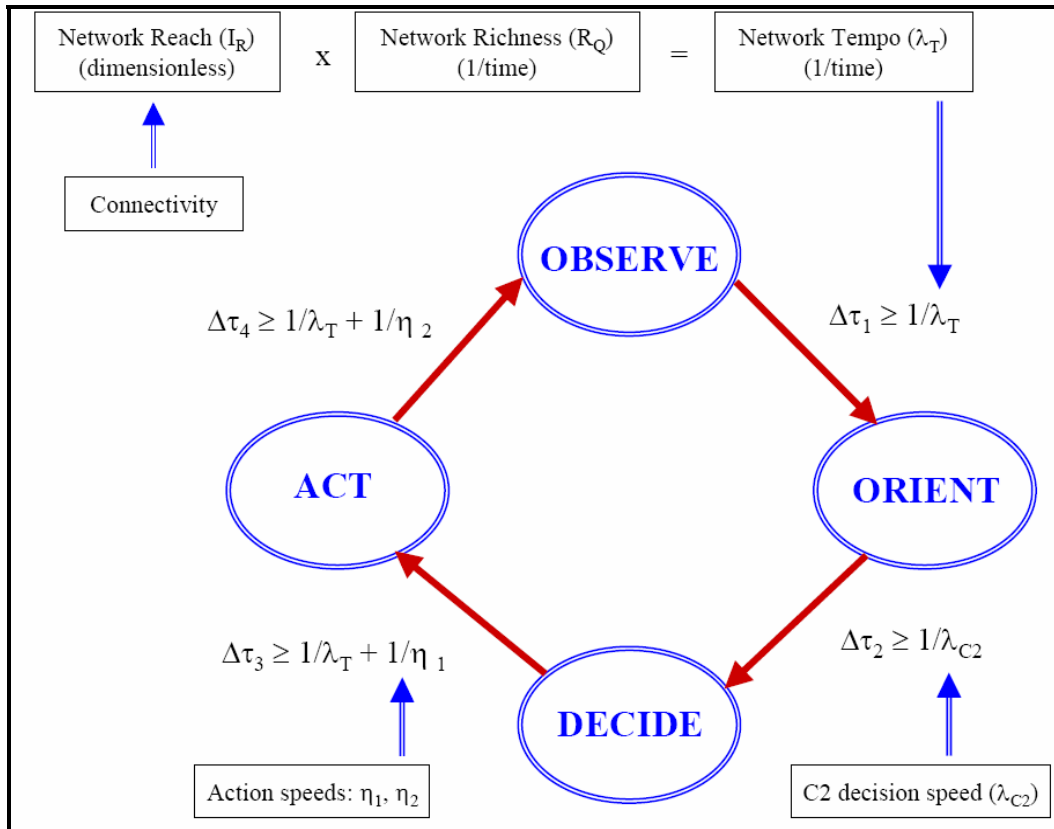 Network Reach (I_R)
(dimensionless)
x
Network Richness (R_Q)
(1/time)
=
Network Tempo (λ_T)
(1/time)
Connectivity
OBSERVE
Δτ₄ ≥ 1/λ_T + 1/η ₂
Δτ₁ ≥ 1/λ_T
ACT
ORIENT
Δτ₃ ≥ 1/λ_T + 1/η ₁
Δτ₂ ≥ 1/λ_C2
DECIDE
Action speeds: η₁, η₂
C2 decision speed (λ_C2)